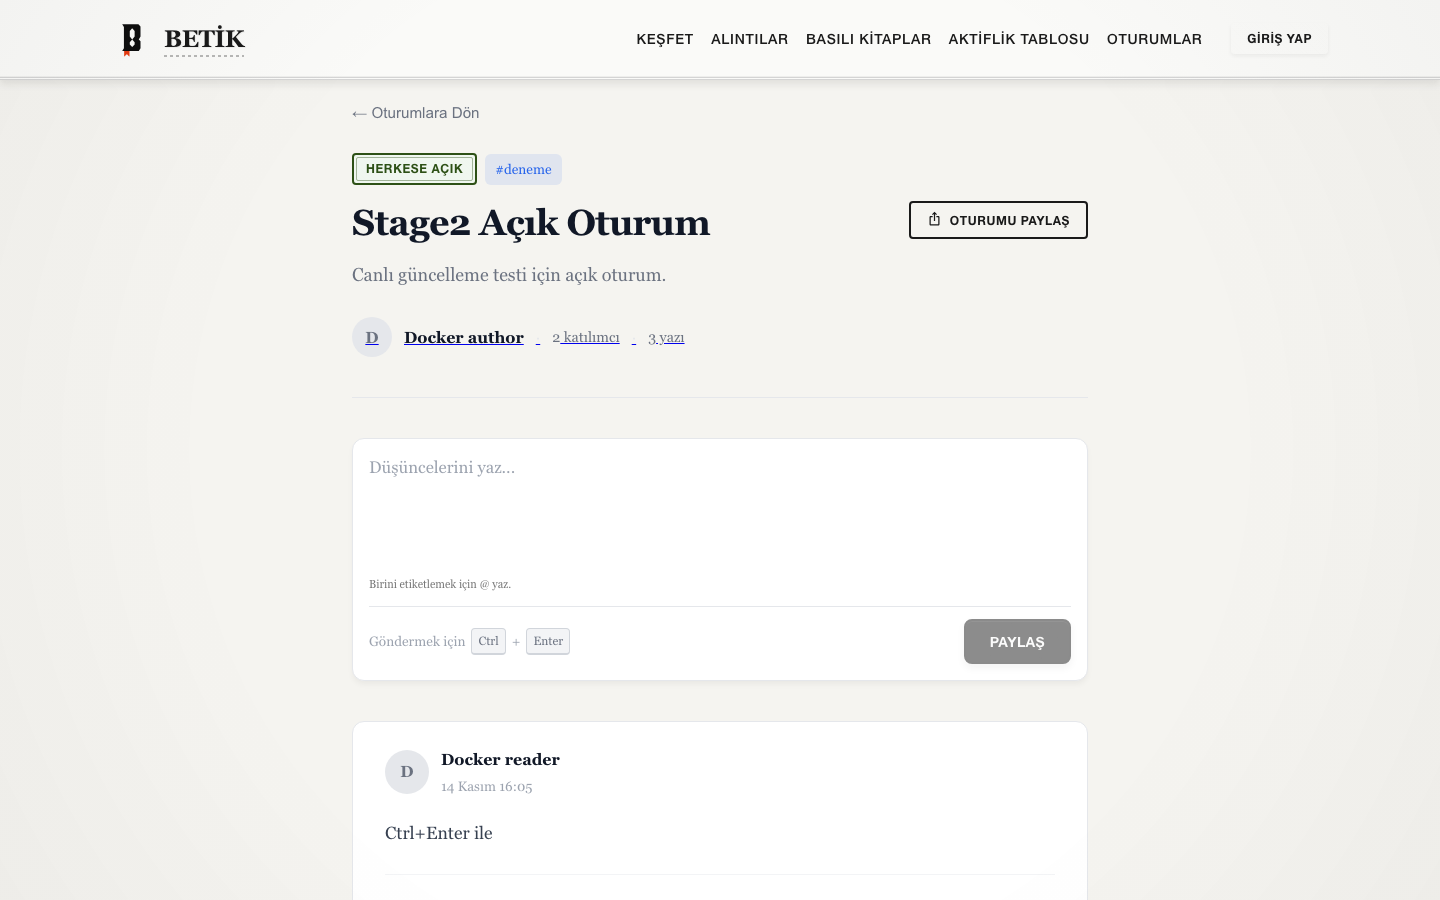 BETİK
KEŞFET ALINTILAR BASILI KİTAPLAR AKTİFLİK TABLOSU OTURUMLAR GİRİŞ YAP
← Oturumlara Dön
HERKESE AÇIK #deneme
Stage2 Açık Oturum
OTURUMU PAYLAŞ
Canlı güncelleme testi için açık oturum.
D Docker author 2 katılımcı 3 yazı
Düşüncelerini yaz...
Birini etiketlemek için @ yaz.
Göndermek için Ctrl + Enter
PAYLAŞ
D Docker reader
14 Kasım 16:05
Ctrl+Enter ile